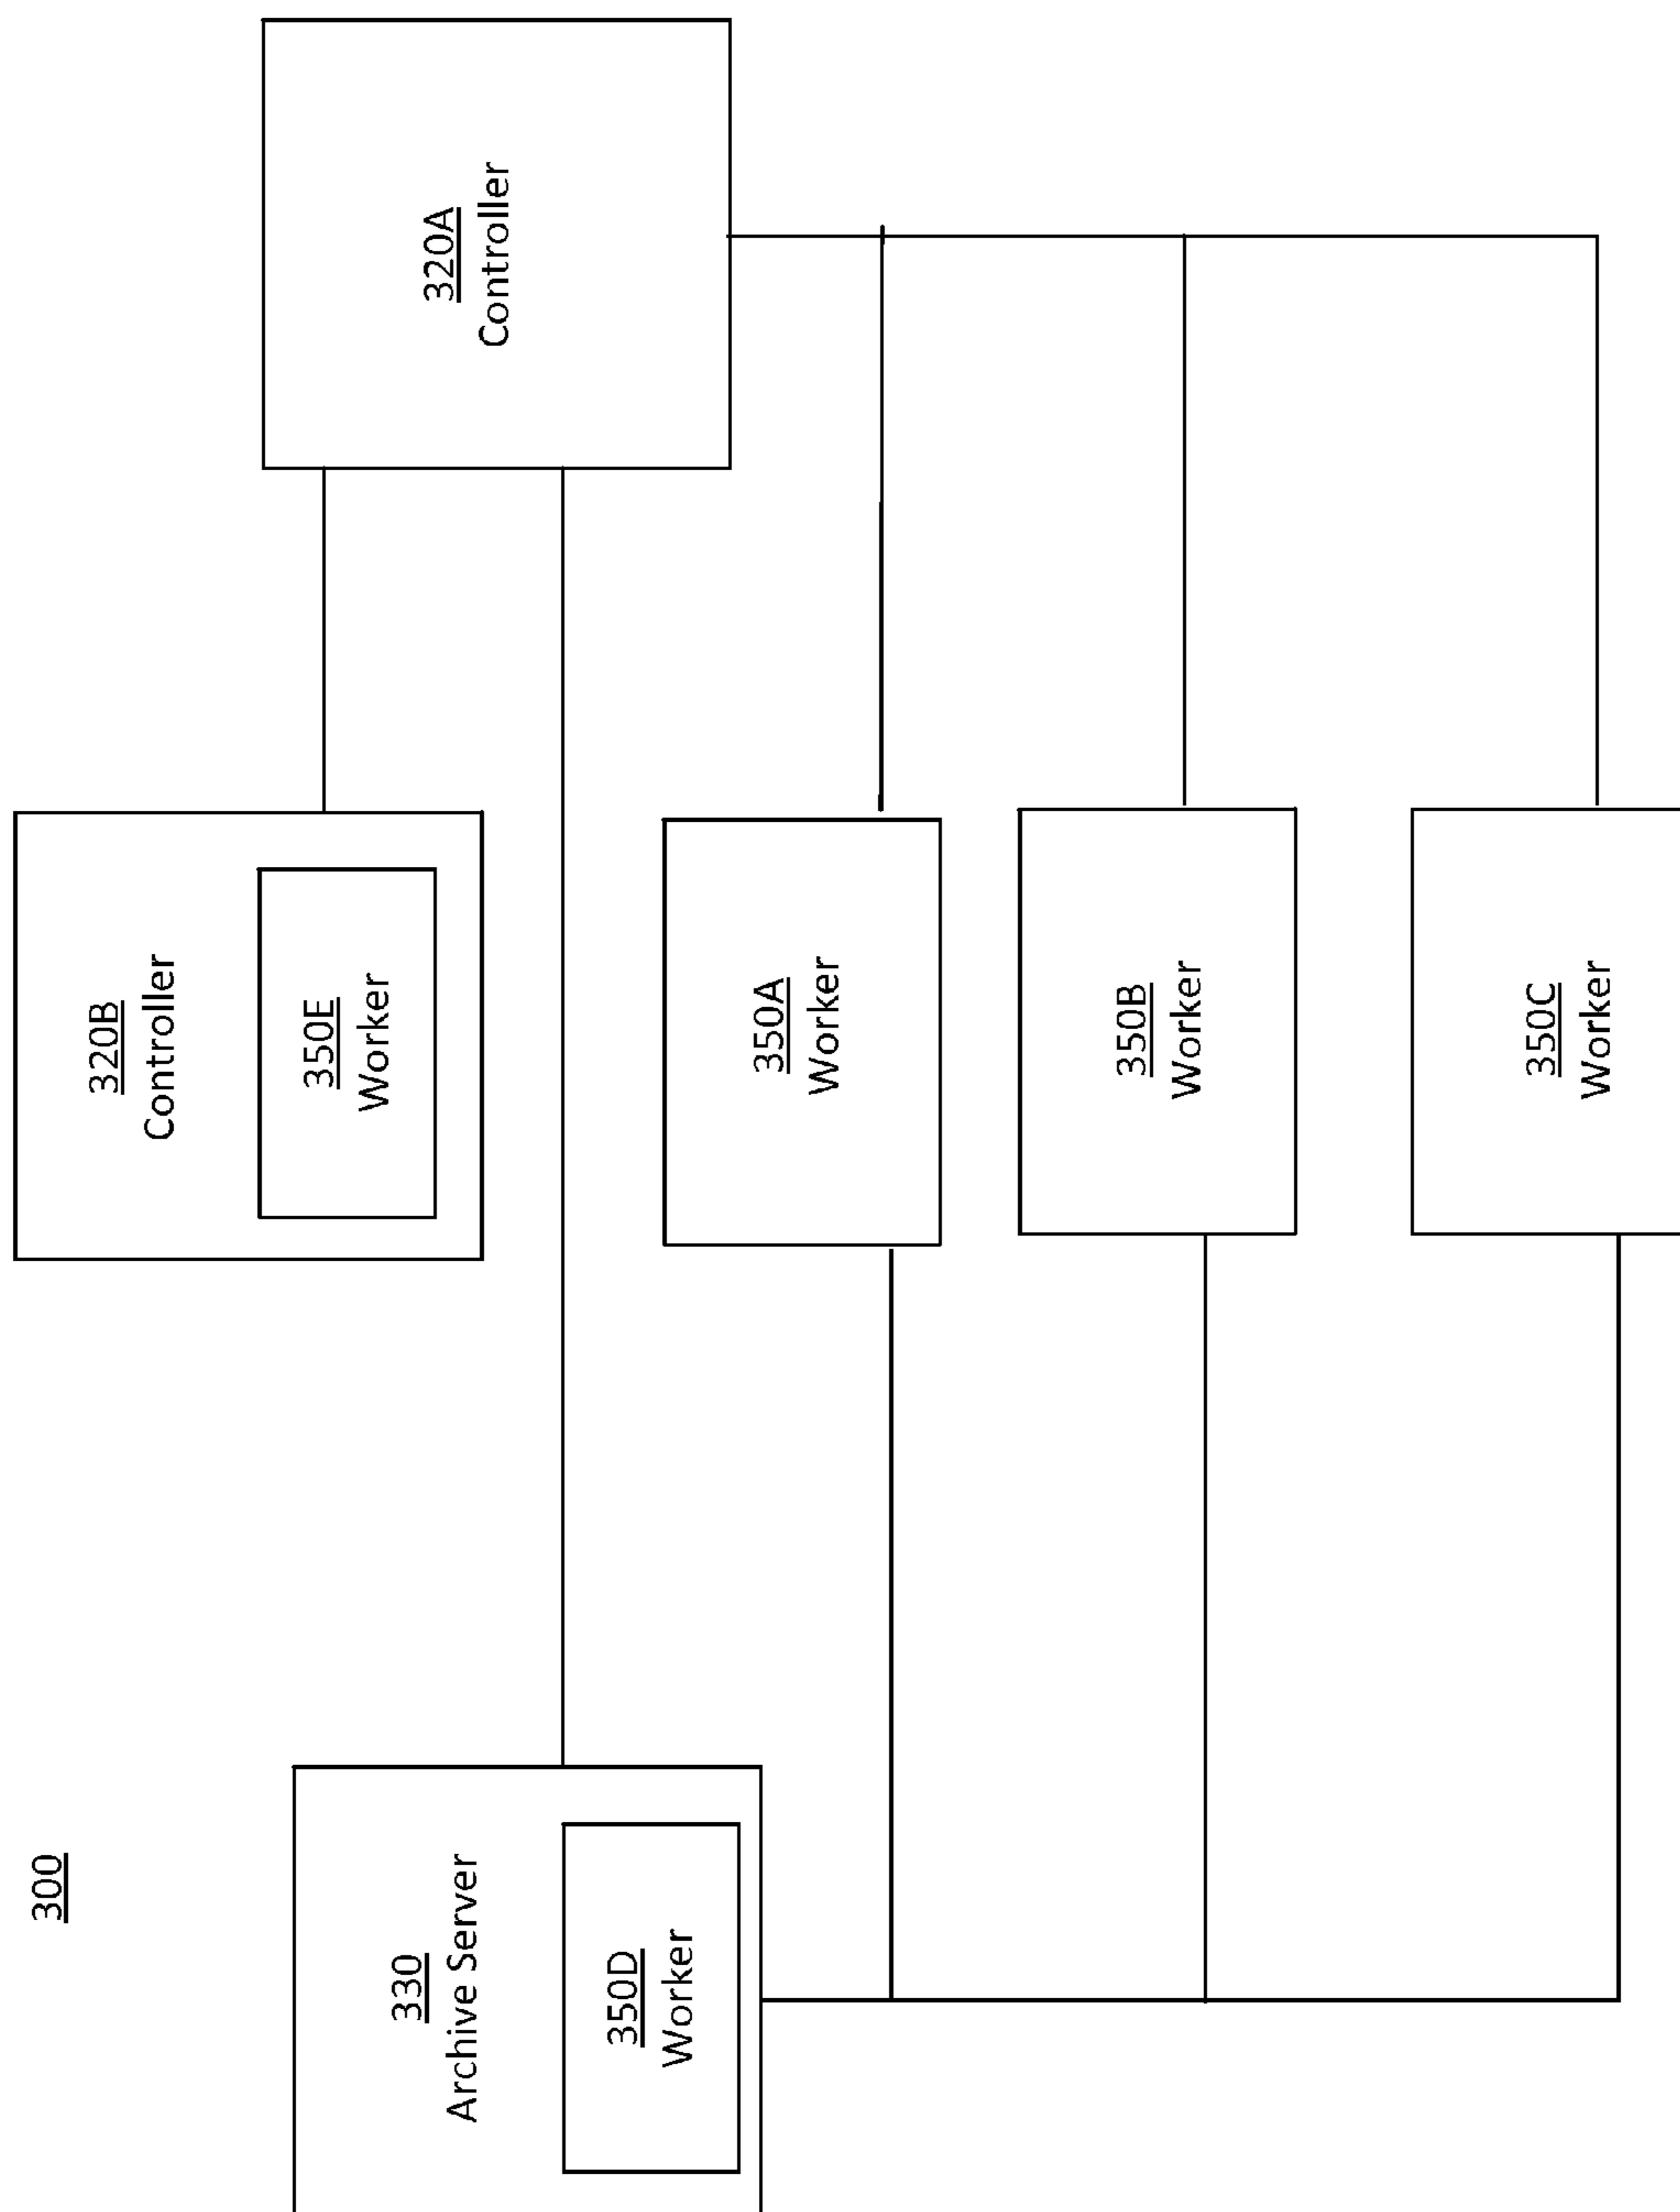 300
320B
Controller
350E
Worker
330
Archive Server
350D
Worker
320A
Controller
350A
Worker
350B
Worker
350C
Worker